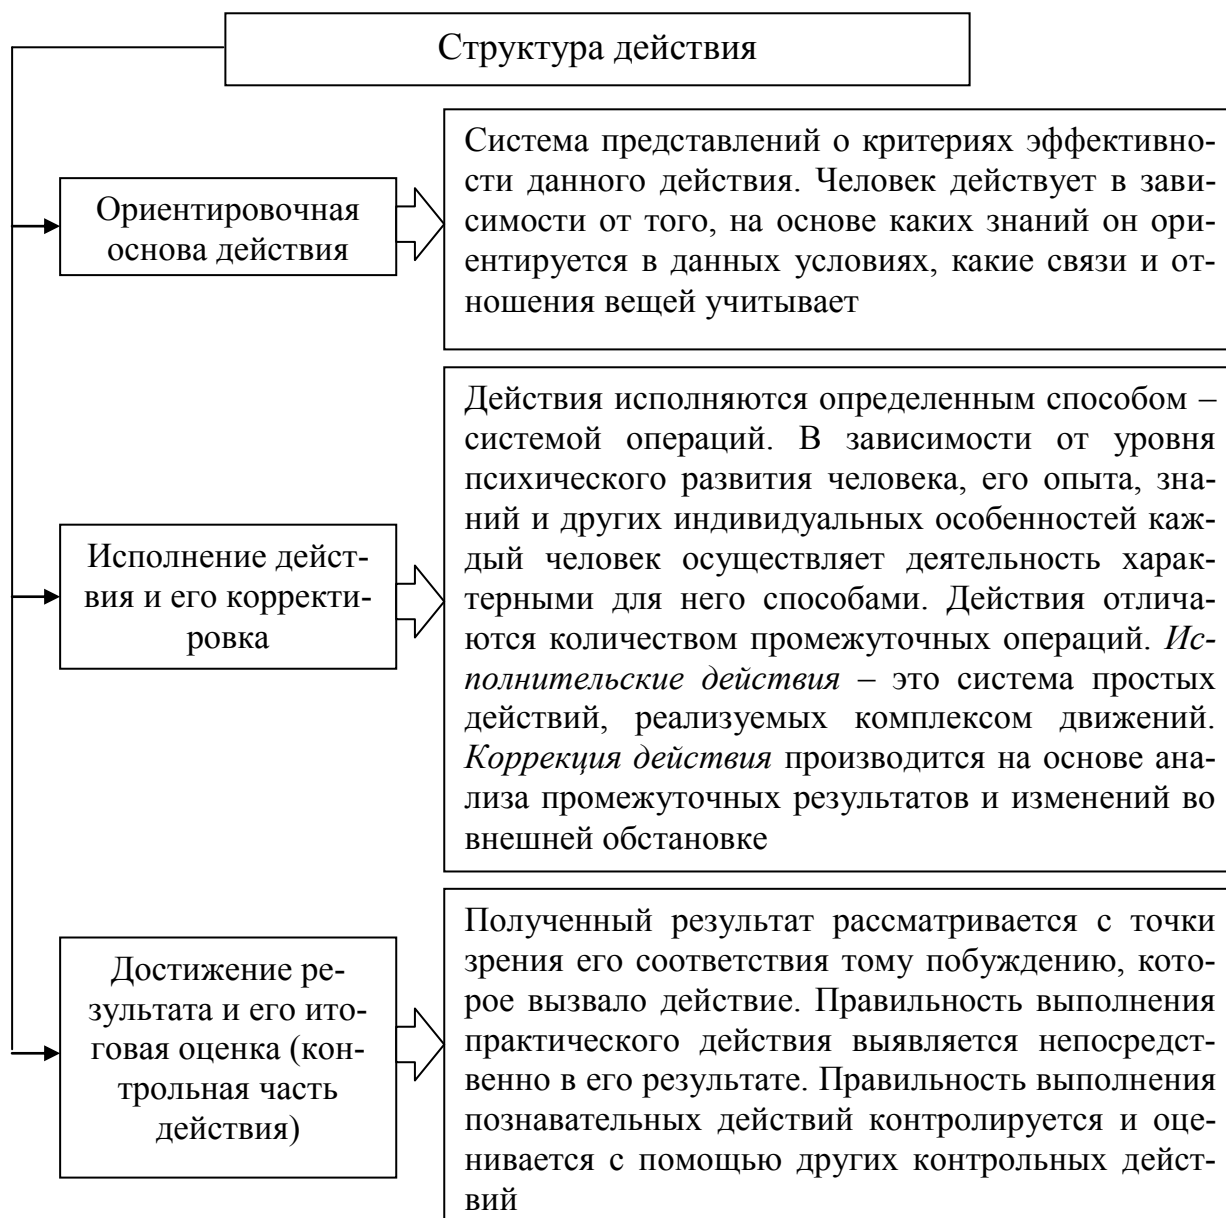 Структура действия
Ориентировочная
основа действия
Система представлений о критериях эффективно-
сти данного действия. Человек действует в зави-
симости от того, на основе каких знаний он ори-
ентируется в данных условиях, какие связи и от-
ношения вещей учитывает
Исполнение дейст-
вия и его корректи-
ровка
Действия исполняются определенным способом –
системой операций. В зависимости от уровня
психического развития человека, его опыта, зна-
ний и других индивидуальных особенностей каж-
дый человек осуществляет деятельность харак-
терными для него способами. Действия отлича-
ются количеством промежуточных операций. Ис-
полнительские действия – это система простых
действий, реализуемых комплексом движений.
Коррекция действия производится на основе ана-
лиза промежуточных результатов и изменений во
внешней обстановке
Достижение ре-
зультата и его ито-
говая оценка (кон-
трольная часть
действия)
Полученный результат рассматривается с точки
зрения его соответствия тому побуждению, кото-
рое вызвало действие. Правильность выполнения
практического действия выявляется непосредст-
венно в его результате. Правильность выполнения
познавательных действий контролируется и оце-
нивается с помощью других контрольных дейст-
вий